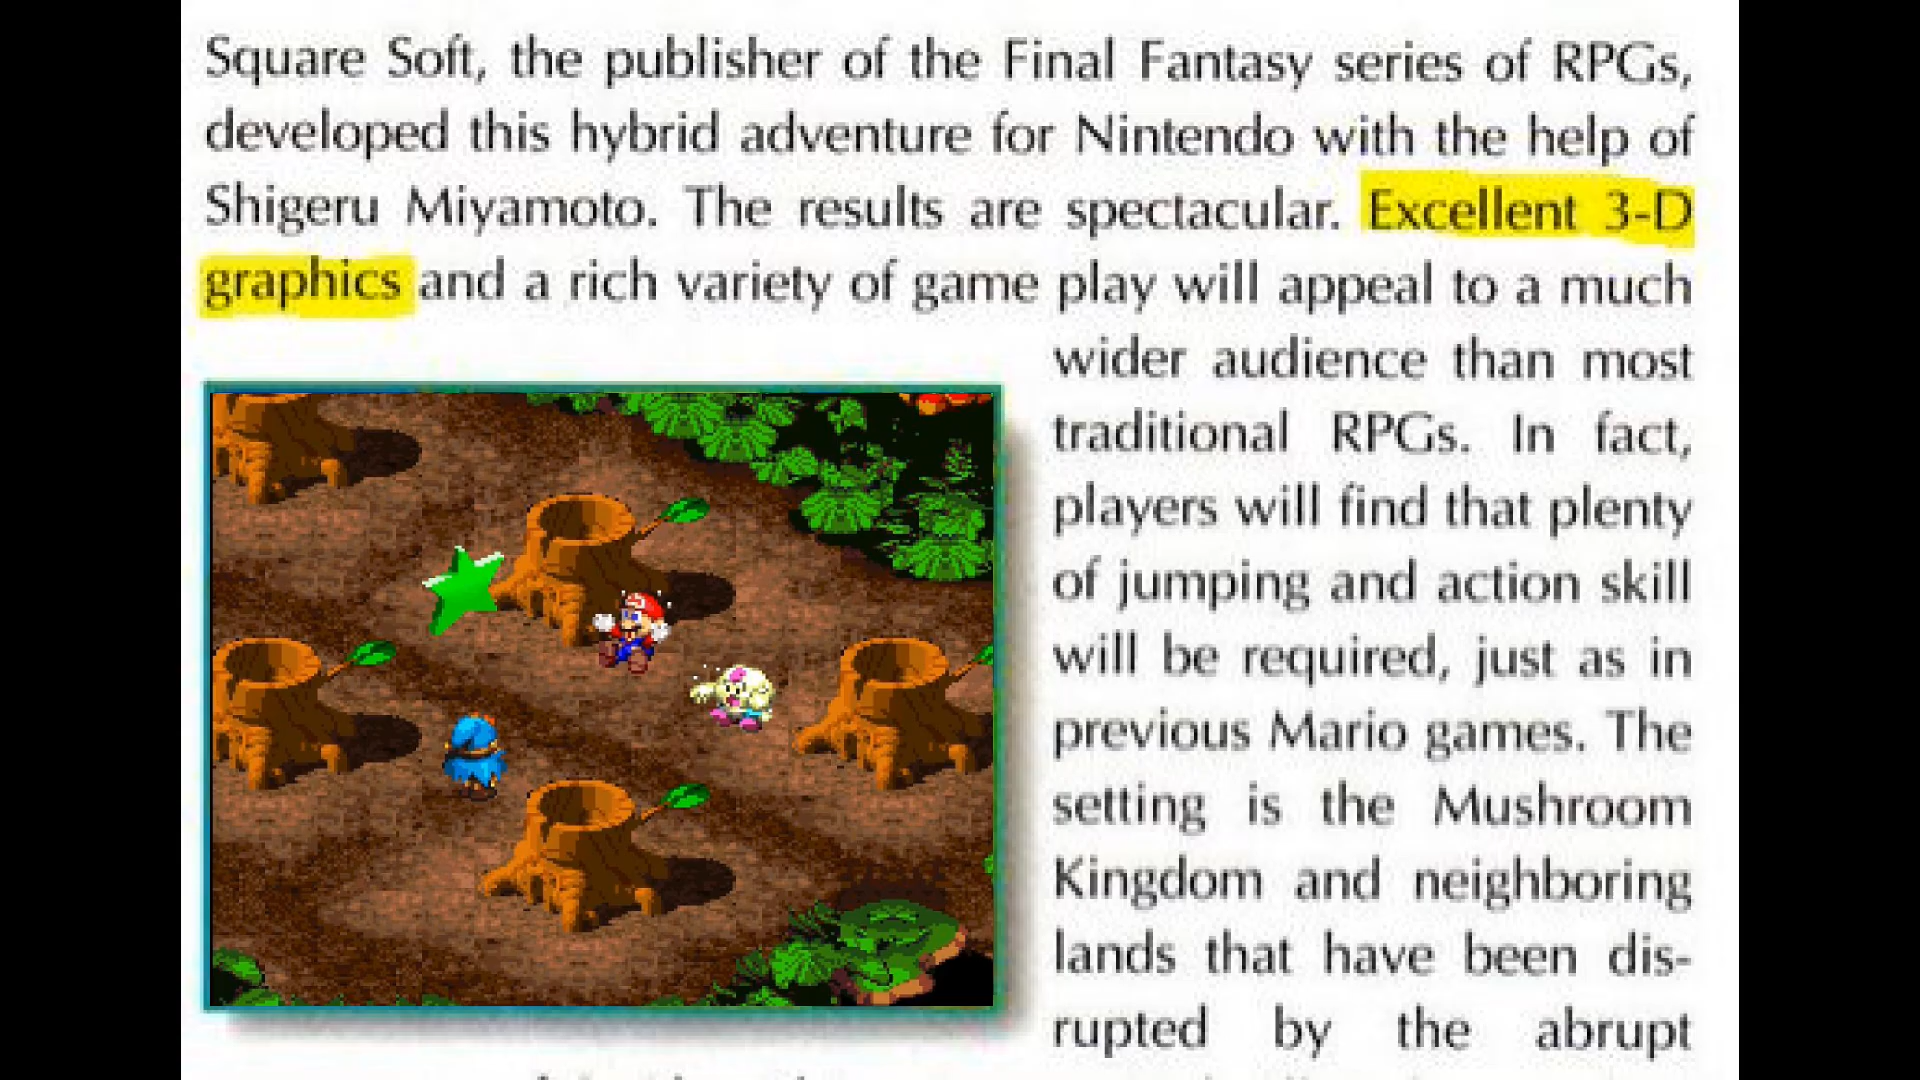 Square Soft, the publisher of the Final Fantasy series of RPGs,
developed this hybrid adventure for Nintendo with the help of
Shigeru Miyamoto. The results are spectacular. Excellent 3-D
graphics and a rich variety of game play will appeal to a much
wider audience than most
traditional RPGs. In fact,
players will find that plenty
of jumping and action skill
will be required, just as in
previous Mario games. The
setting is the Mushroom
Kingdom and neighboring
lands that have been dis-
rupted by the abrupt